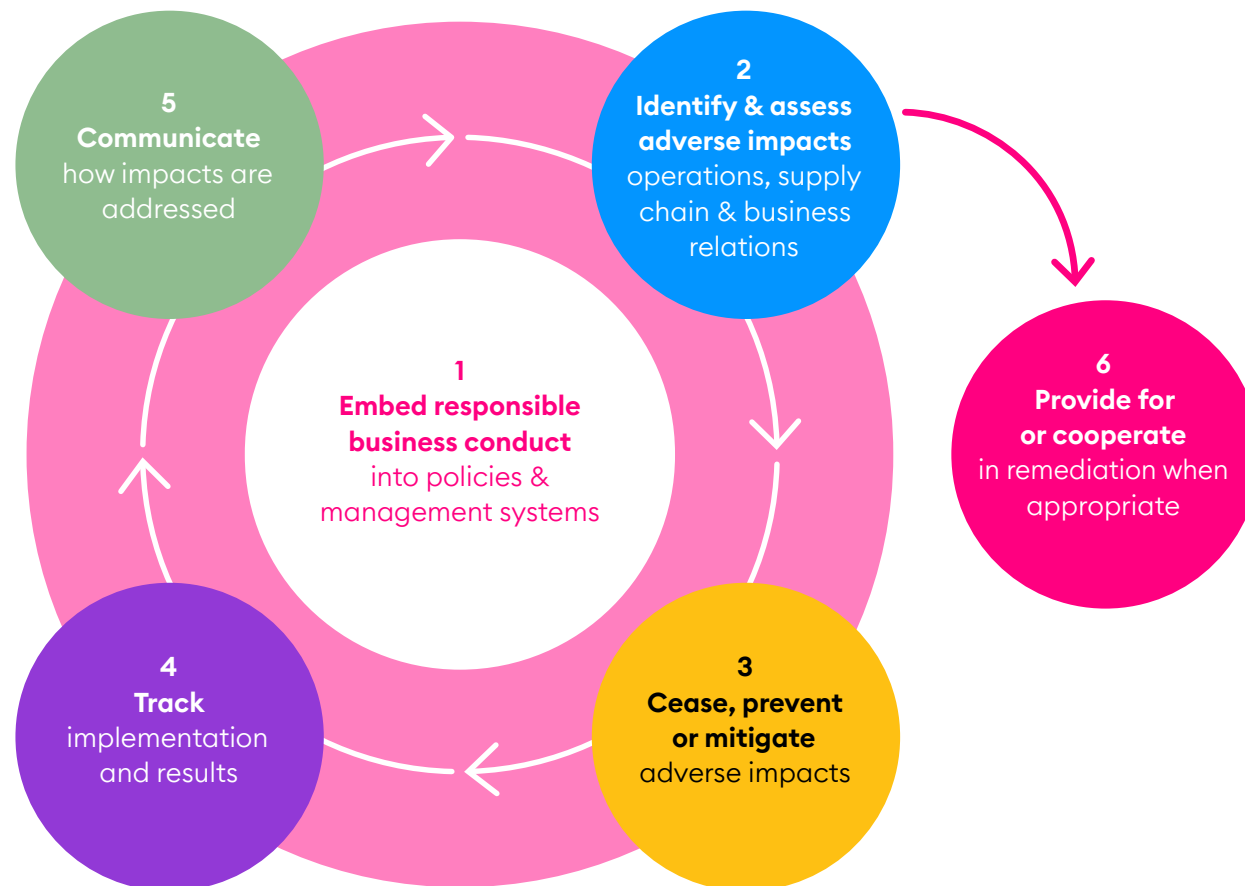 1
Embed responsible
business conduct
into policies &
management systems
2
Identify & assess
adverse impacts
operations, supply
chain & business
relations
3
Cease, prevent
or mitigate
adverse impacts
4
Track
implementation
and results
5
Communicate
how impacts are
addressed
6
Provide for
or cooperate
in remediation when
appropriate